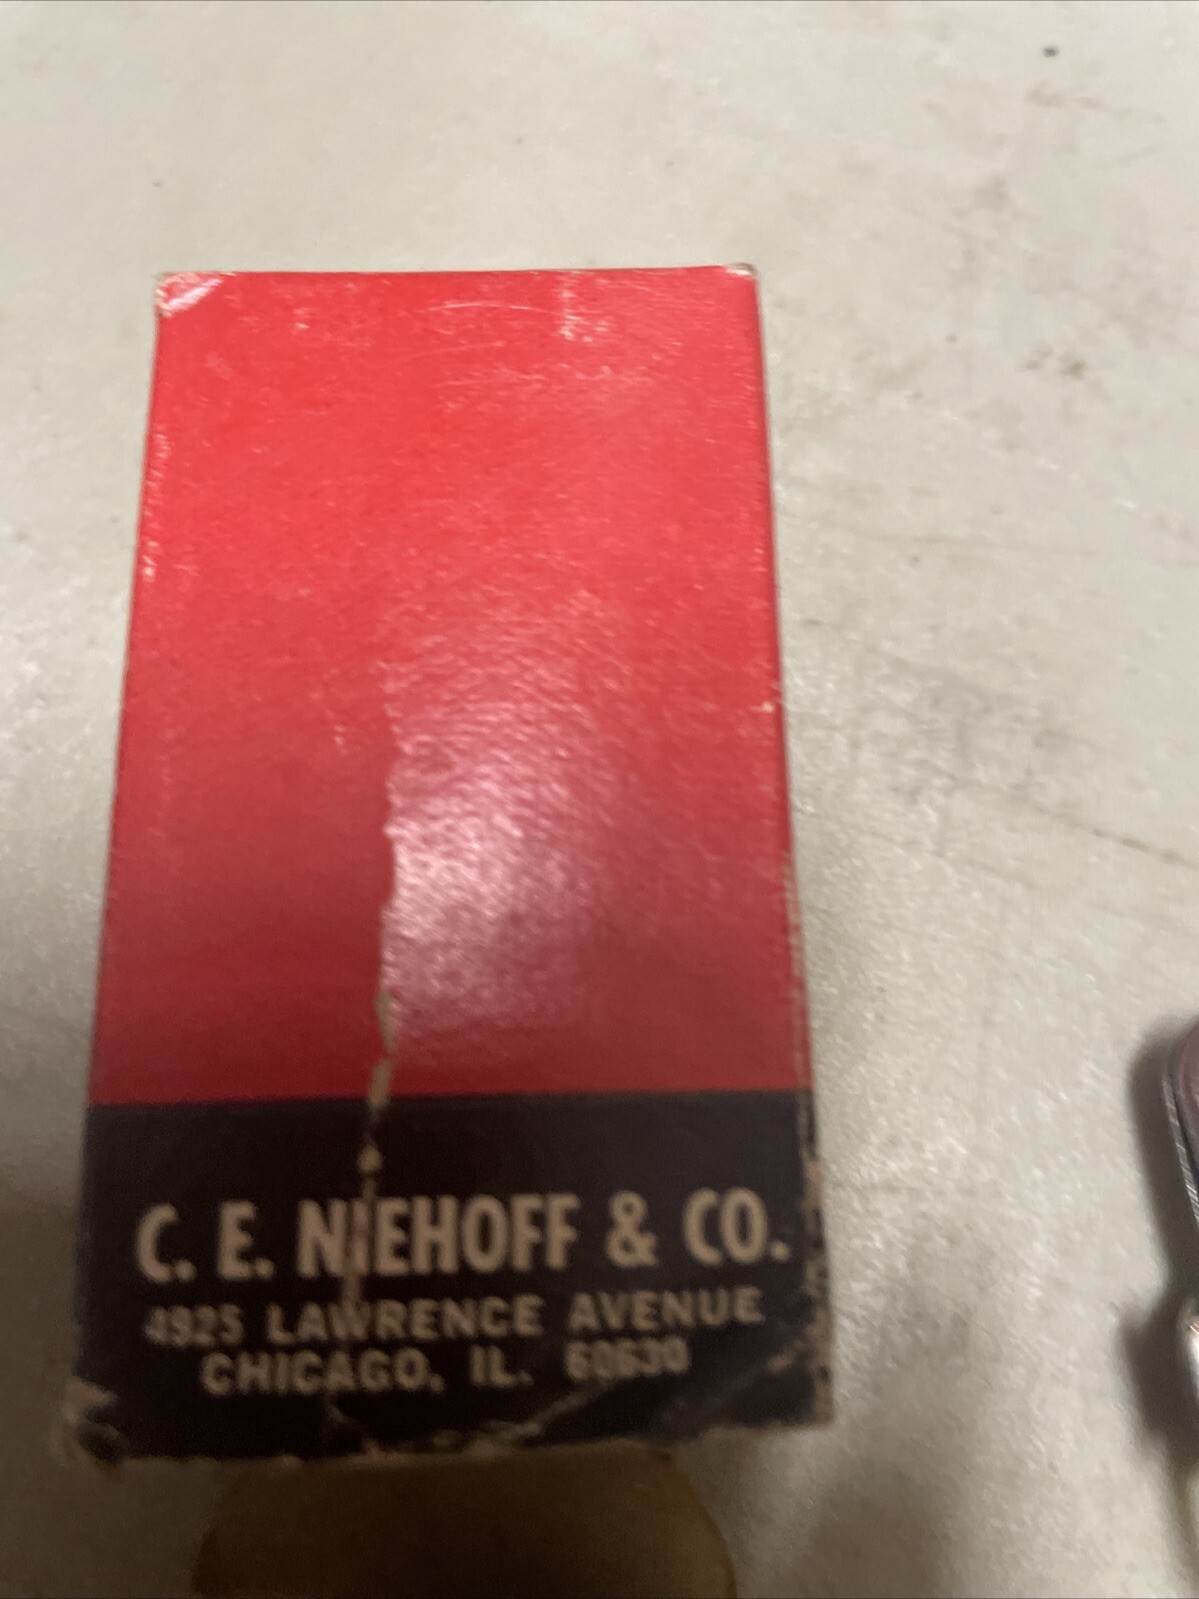 C. E. NIEHOFF & CO.
4925 LAWRENCE AVENUE
CHICAGO, IL. 60630